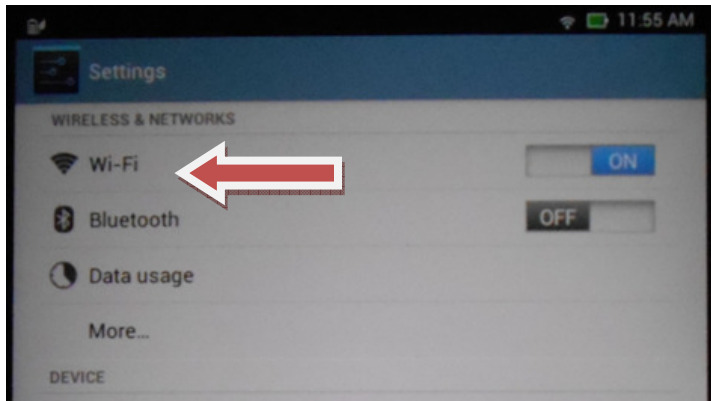 11:55 AM
Settings
WIRELESS & NETWORKS
Wi-Fi
ON
Bluetooth
OFF
Data usage
More...
DEVICE